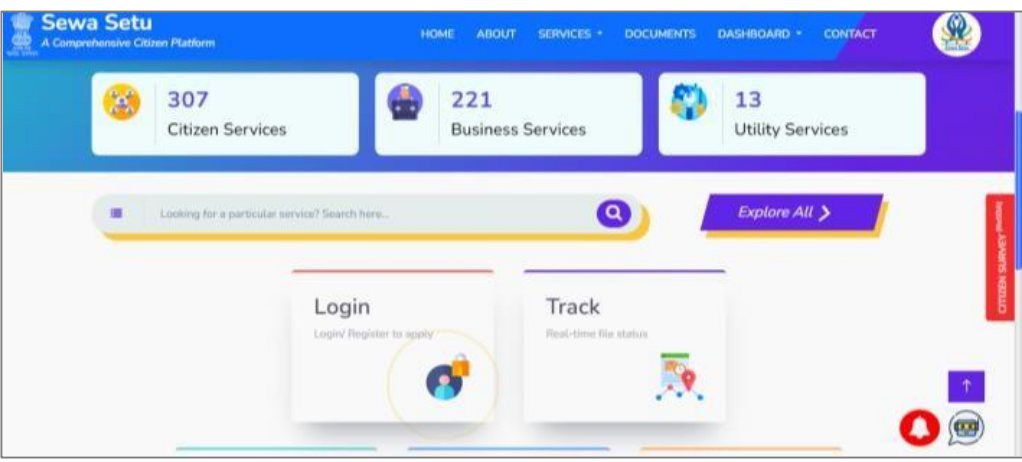 Sewa Setu
A Comprehensive Citizen Platform
HOME ABOUT SERVICES DOCUMENTS DASHBOARD CONTACT
307
Citizen Services
221
Business Services
13
Utility Services
Looking for a particular service? Search here...
Explore All
Login
Login/ Register to apply
Track
Real-time file status
CITIZEN SURVEY